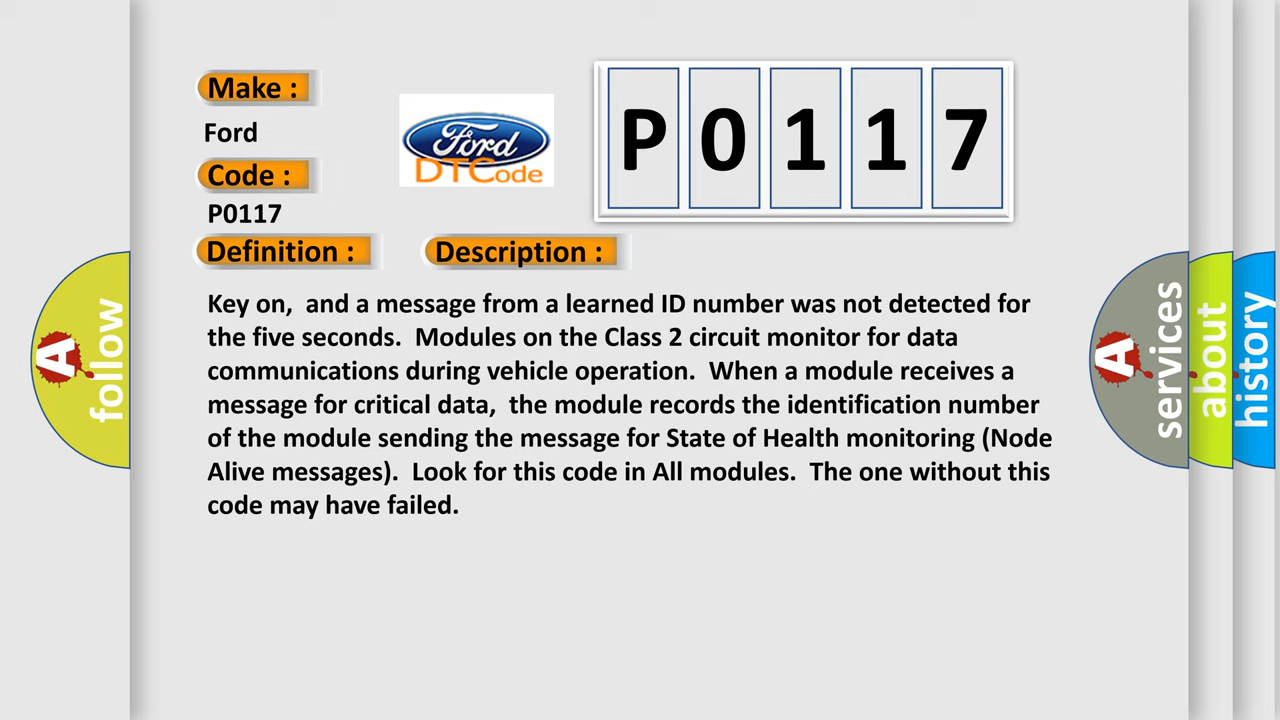 Make :
Ford
Code :
P0117
Ford
DTCode
P0117
Definition :
Description :
Key on,  and a message from a learned ID number was not detected for
the five seconds  Modules on the Class 2 circuit monitor for data
communications during vehicle operation  When a module receives a
message for critical data,  the module records the identification number
of the module sending the message for State of Health monitoring (Node
Alive messages)  Look for this code in All modules  The one without this
code may have failed.
A
follow
A
services
about
history